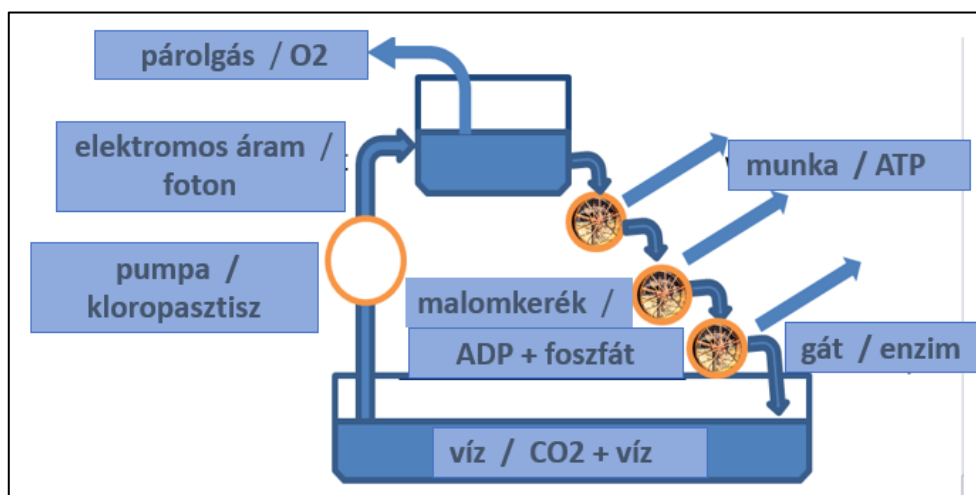 párolgás / O2
elektromos áram /
foton
munka / ATP
pumpa /
kloropasztisz
malomkerék /
ADP + foszfát
gát / enzim
víz / CO2 + víz